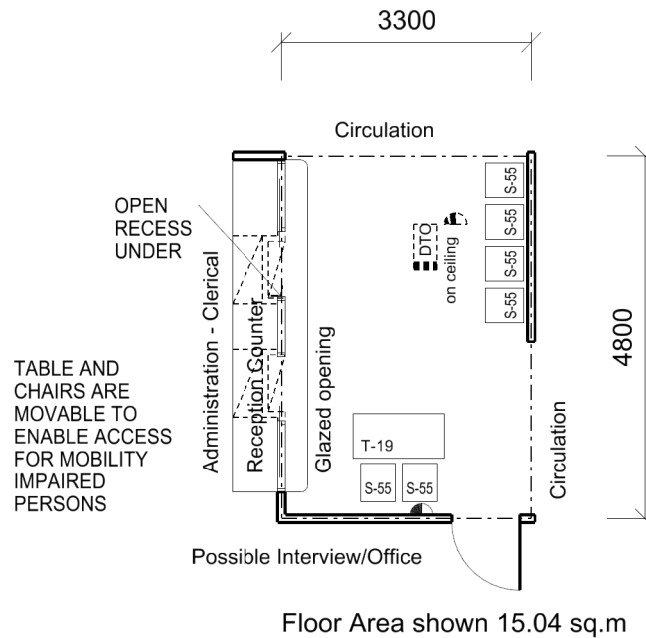 3300
Circulation
S-55
S-55
S-55
S-55
OPEN
RECESS
UNDER
DTO
on ceiling
4800
Administration - Clerical
Reception Counter
Glazed opening
TABLE AND
CHAIRS ARE
MOVABLE TO
ENABLE ACCESS
FOR MOBILITY
IMPAIRED
PERSONS
T-19
S-55
S-55
Circulation
Possible Interview/Office
Floor Area shown 15.04 sq.m